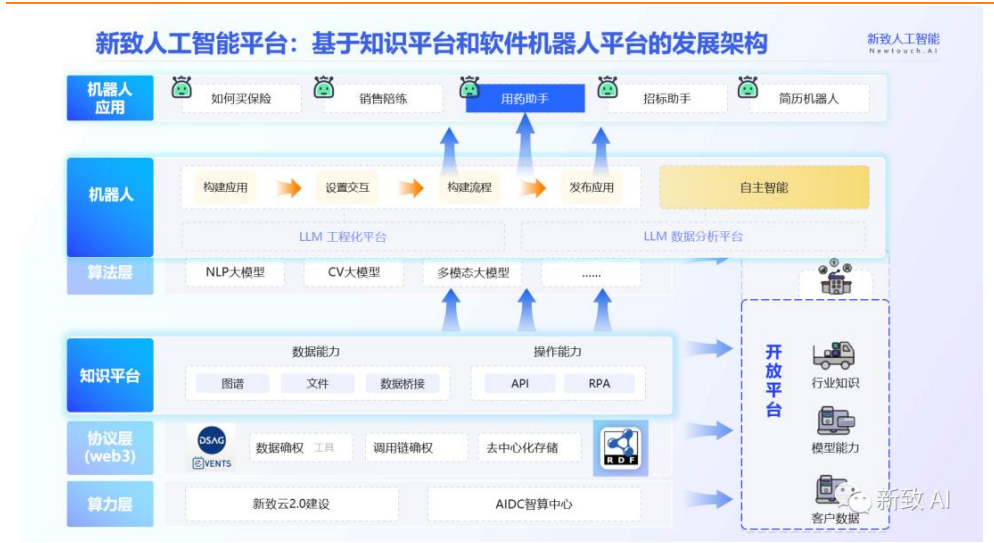 新致人工智能平台：基于知识平台和软件机器人平台的发展架构
新致人工智能
Newtouch.AI
机器人
应用
如何买保险
销售陪练
用药助手
招标助手
简历机器人
机器人
构建应用
设置交互
构建流程
发布应用
自主智能
LLM 工程化平台
LLM 数据分析平台
算法层
NLP大模型
CV大模型
多模态大模型
......
知识平台
数据能力
操作能力
图谱
文件
数据桥接
API
RPA
开放平台
行业知识
模型能力
客户数据
协议层
(web3)
DSAG
EVENTS
数据确权 工具
调用链确权
去中心化存储
RDF
算力层
新致云2.0建设
AIDC智算中心
新致 AI